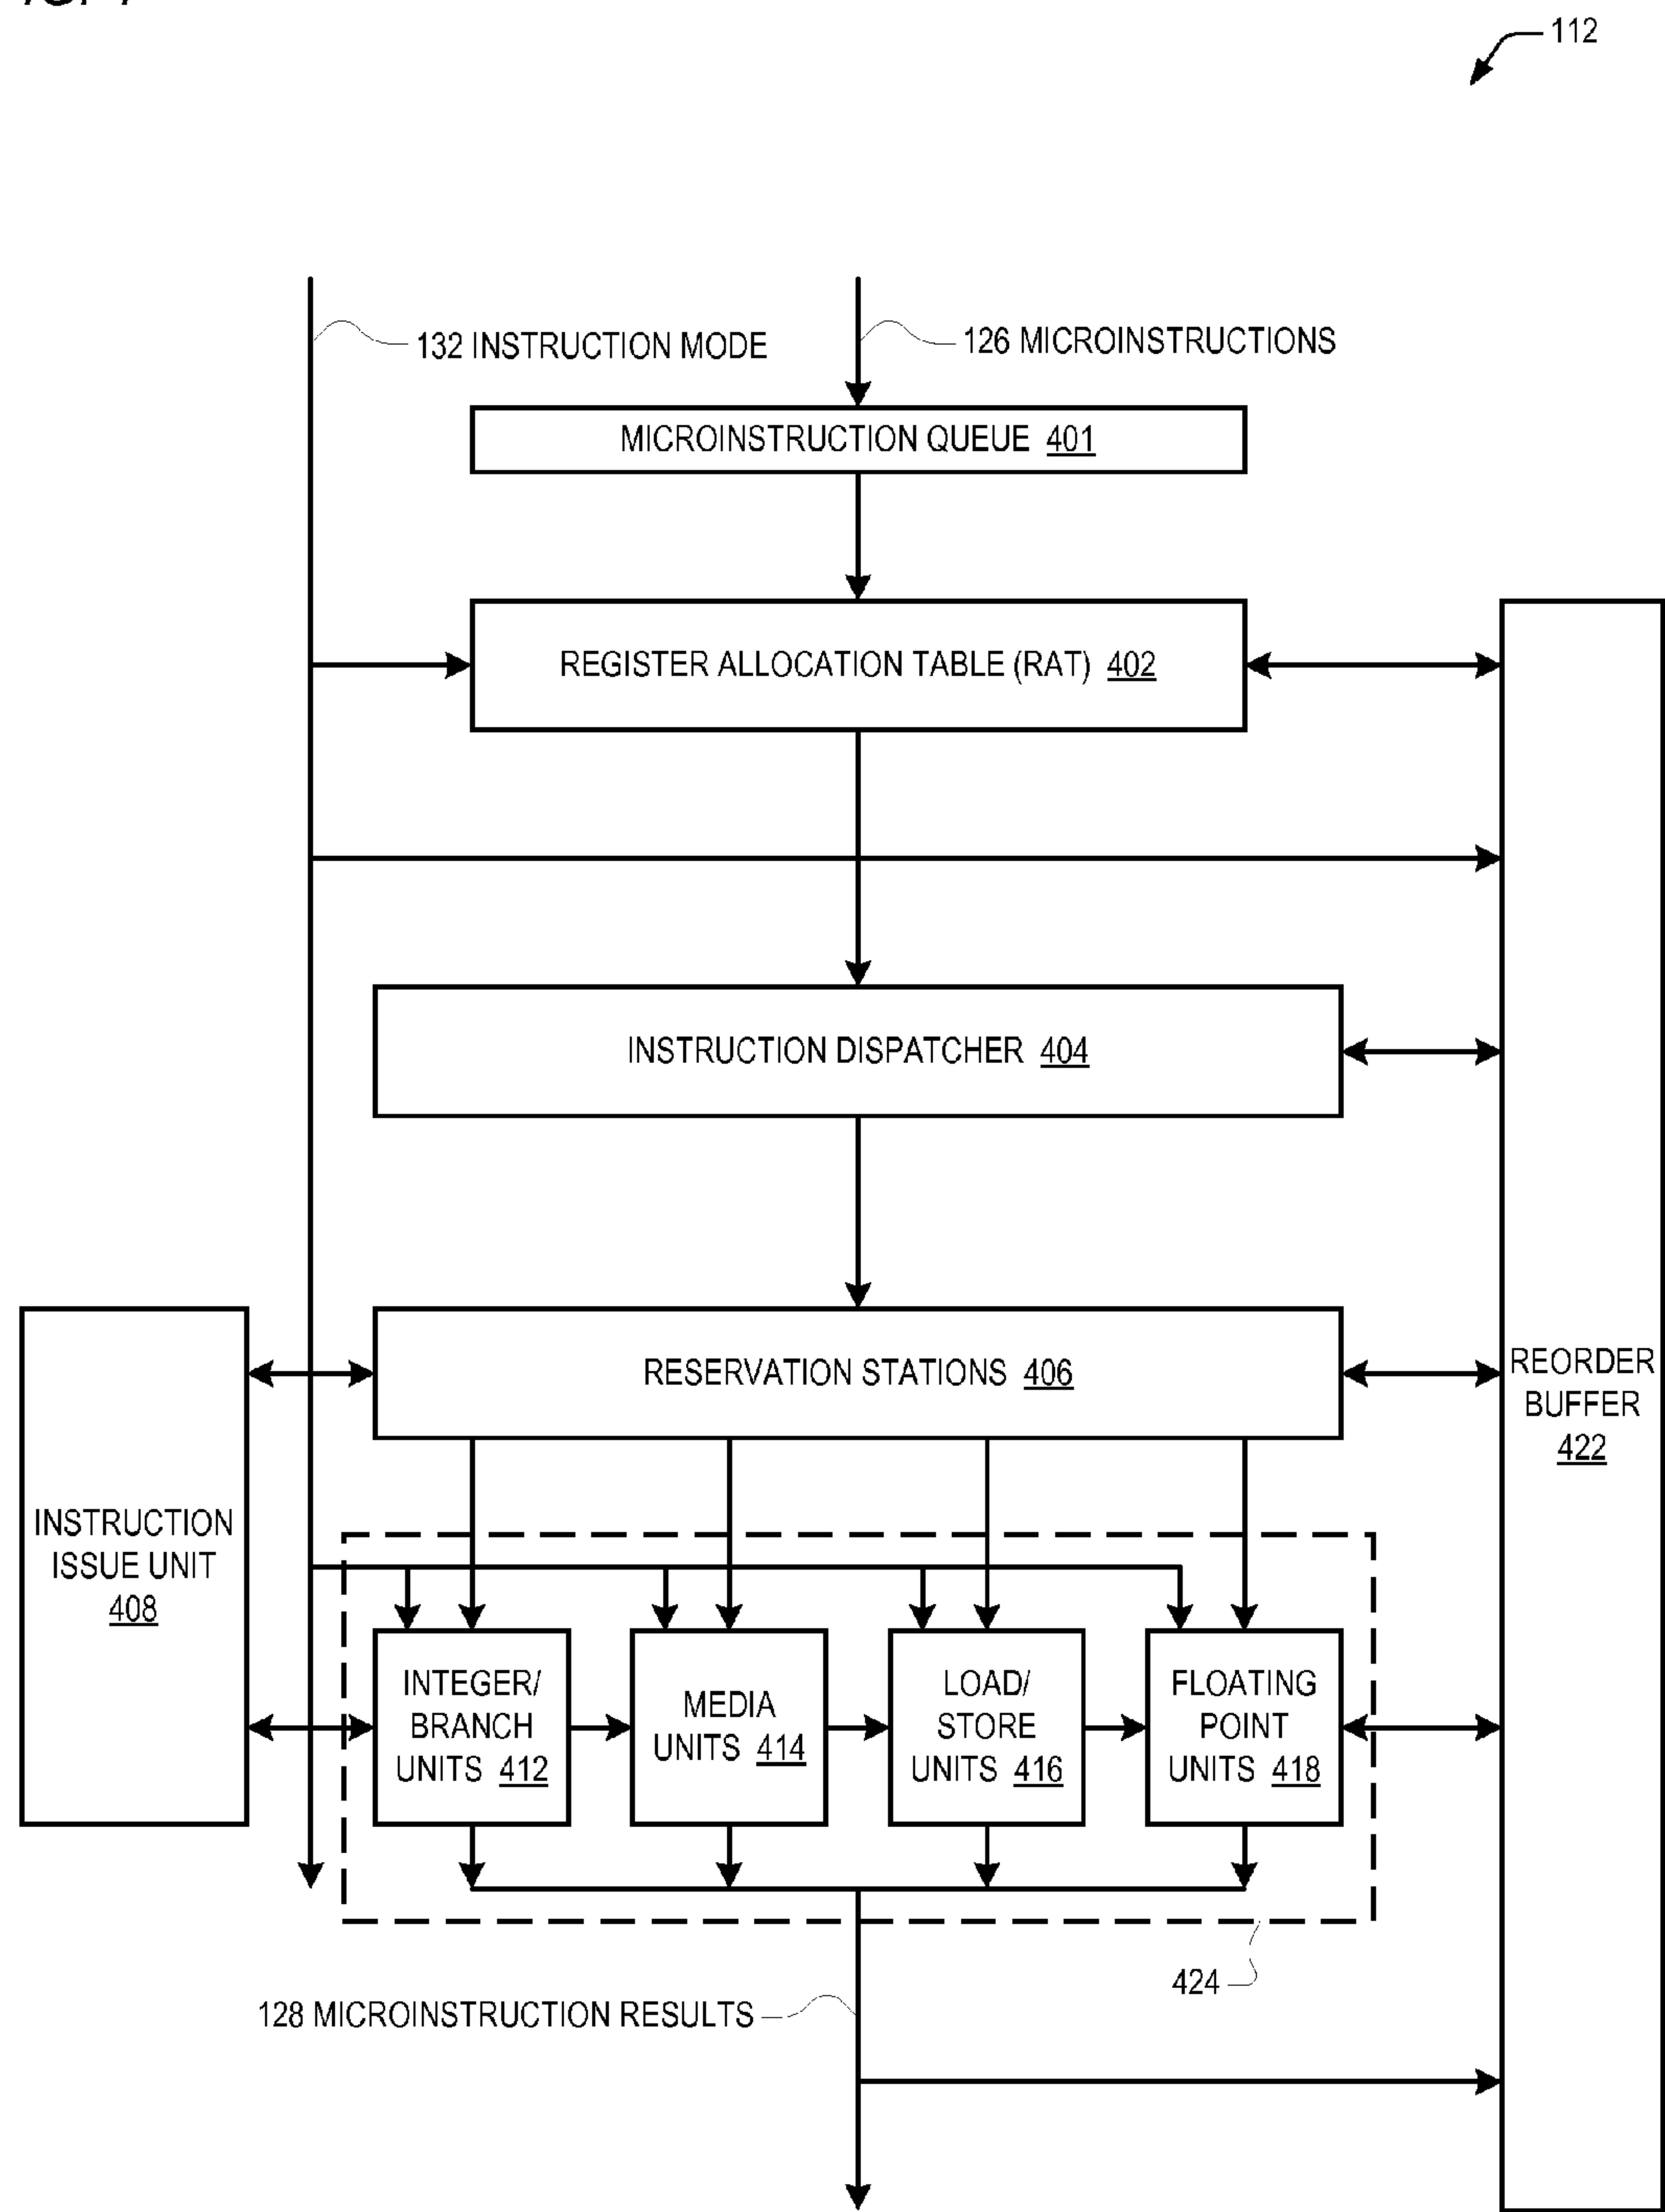 112
132 INSTRUCTION MODE
126 MICROINSTRUCTIONS
MICROINSTRUCTION QUEUE 401
REGISTER ALLOCATION TABLE (RAT) 402
INSTRUCTION DISPATCHER 404
RESERVATION STATIONS 406
REORDER
BUFFER
422
INSTRUCTION
ISSUE UNIT
408
INTEGER/
BRANCH
UNITS 412
MEDIA
UNITS 414
LOAD/
STORE
UNITS 416
FLOATING
POINT
UNITS 418
424
128 MICROINSTRUCTION RESULTS